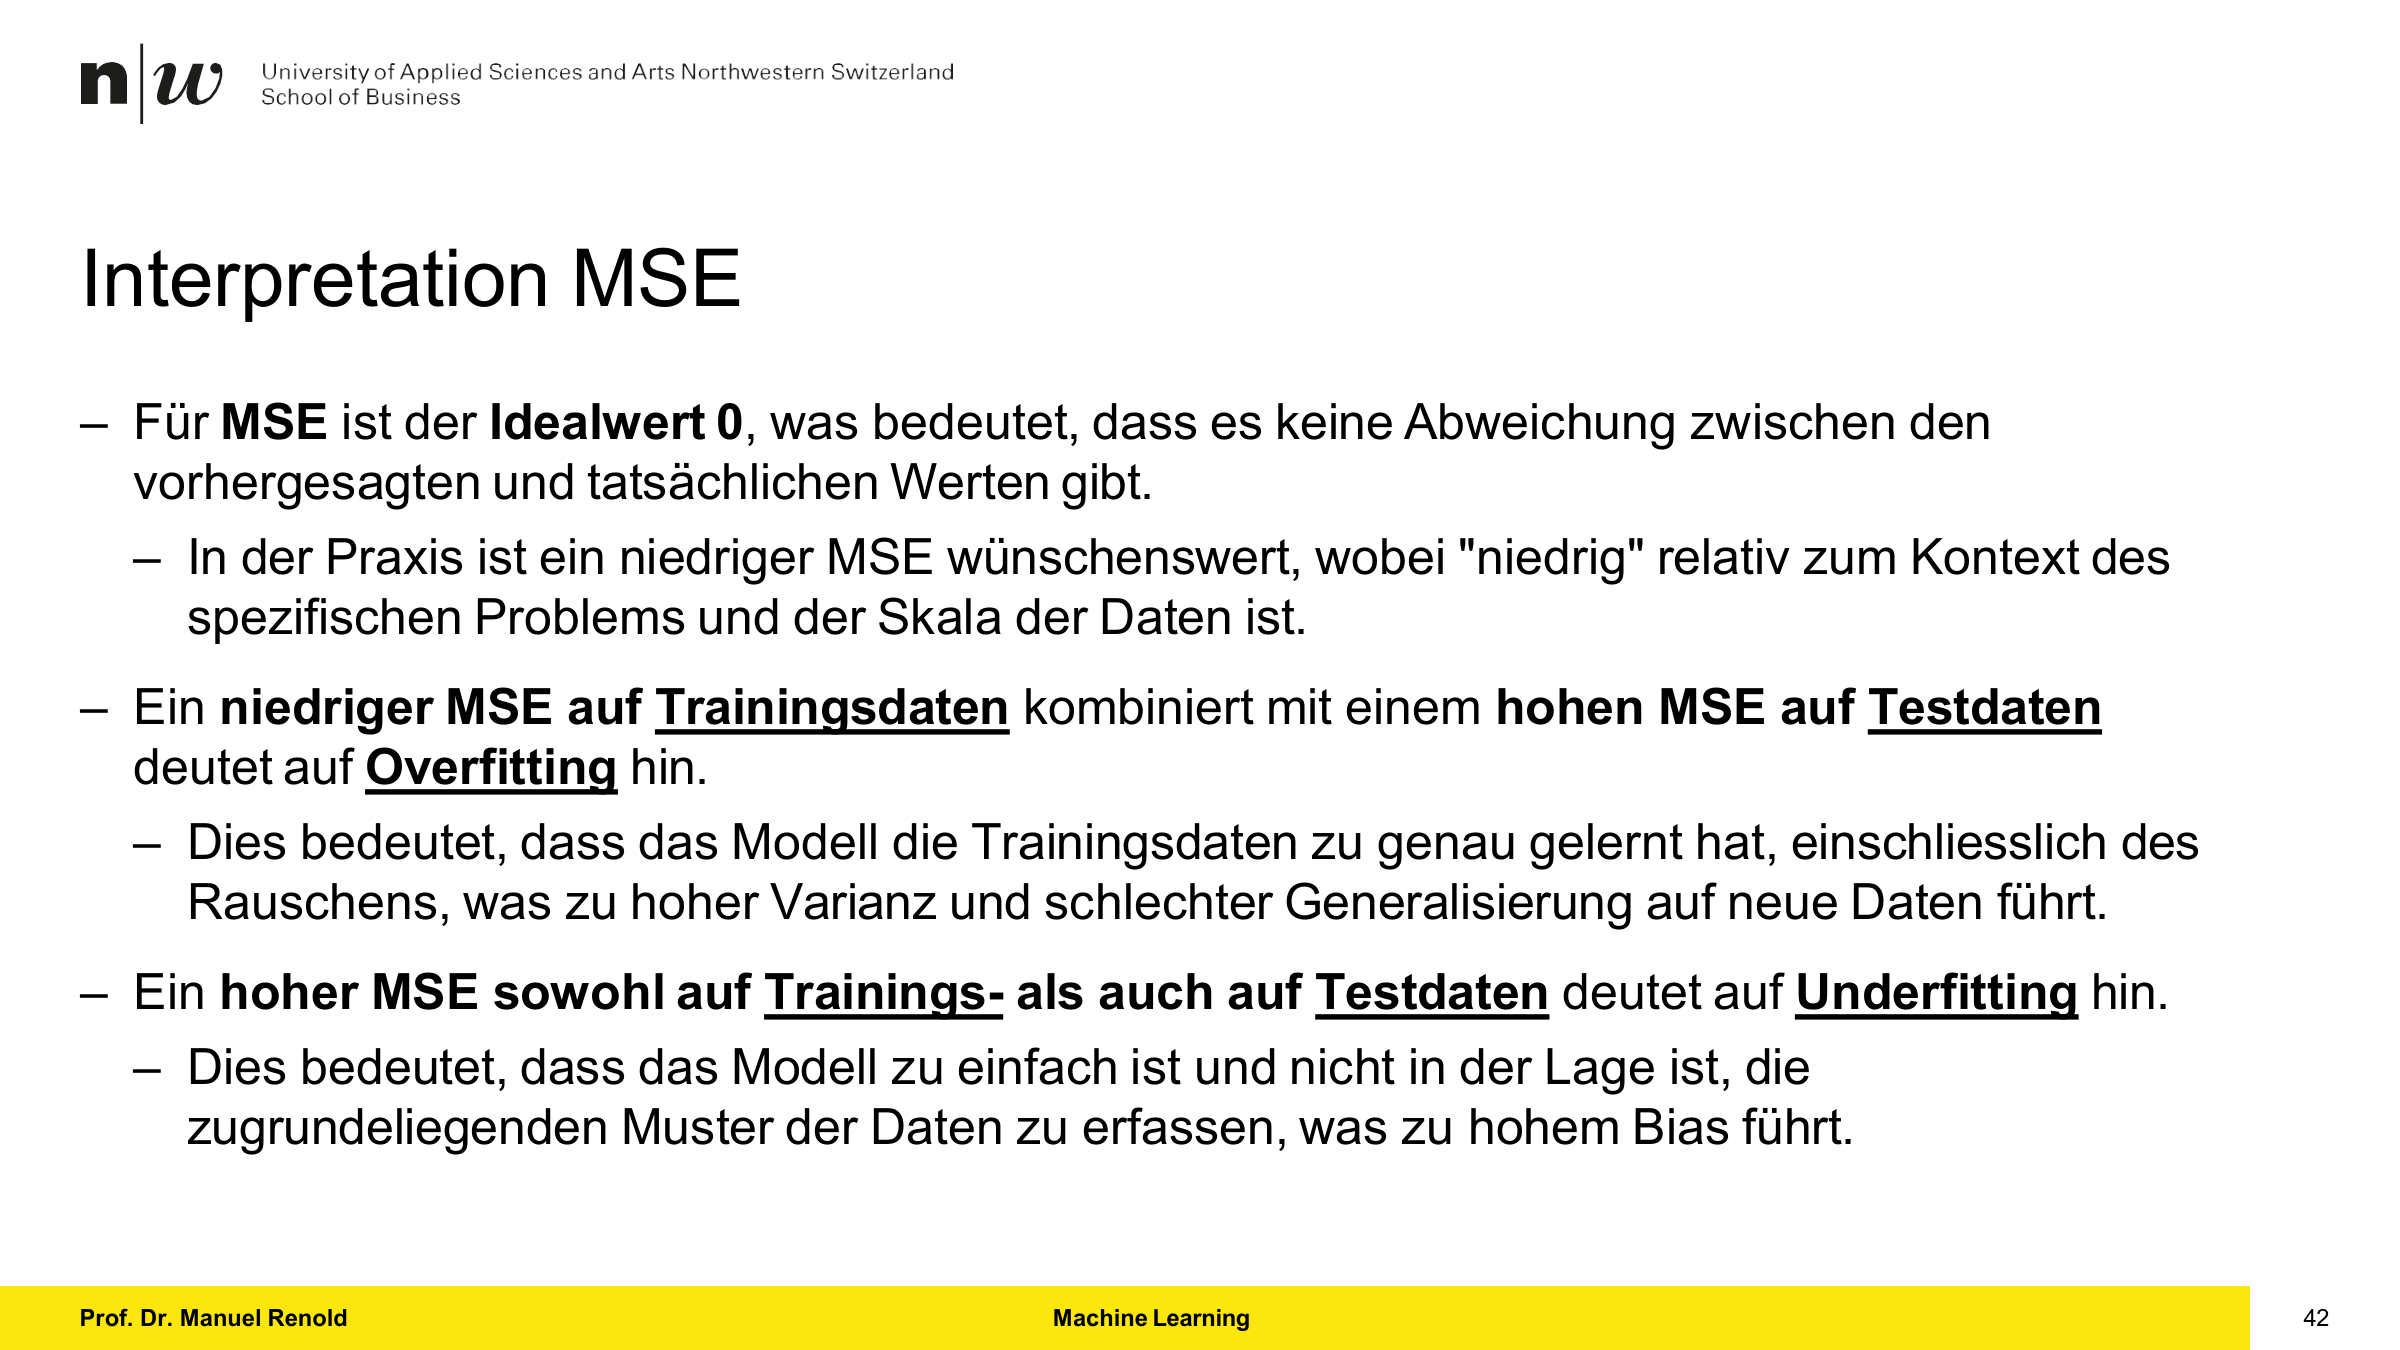 n|w University of Applied Sciences and Arts Northwestern Switzerland
School of Business
Interpretation MSE
– Für MSE ist der Idealwert 0, was bedeutet, dass es keine Abweichung zwischen den
vorhergesagten und tatsächlichen Werten gibt.
– In der Praxis ist ein niedriger MSE wünschenswert, wobei "niedrig" relativ zum Kontext des
spezifischen Problems und der Skala der Daten ist.
– Ein niedriger MSE auf Trainingsdaten kombiniert mit einem hohen MSE auf Testdaten
deutet auf Overfitting hin.
– Dies bedeutet, dass das Modell die Trainingsdaten zu genau gelernt hat, einschliesslich des
Rauschens, was zu hoher Varianz und schlechter Generalisierung auf neue Daten führt.
– Ein hoher MSE sowohl auf Trainings- als auch auf Testdaten deutet auf Underfitting hin.
– Dies bedeutet, dass das Modell zu einfach ist und nicht in der Lage ist, die
zugrundeliegenden Muster der Daten zu erfassen, was zu hohem Bias führt.
Prof. Dr. Manuel Renold Machine Learning 42